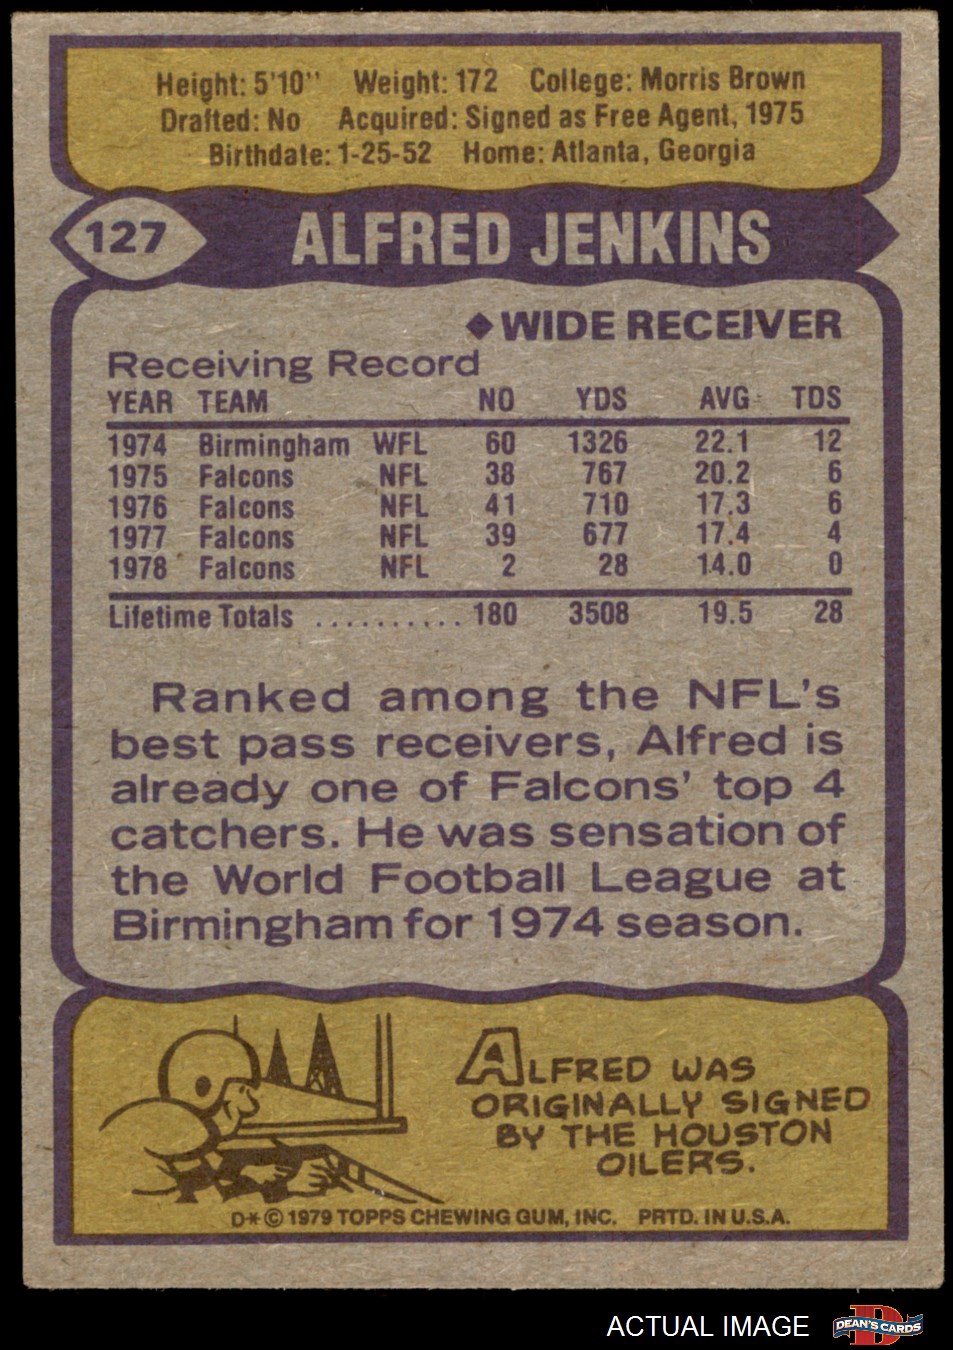 Height: 5'10" Weight: 172 College: Morris Brown
Drafted: No Acquired: Signed as Free Agent, 1975
Birthdate: 1-25-52 Home: Atlanta, Georgia
127 ALFRED JENKINS
◆ WIDE RECEIVER
Receiving Record
YEAR TEAM NO YDS AVG TDS
1974 Birmingham WFL 60 1326 22.1 12
1975 Falcons NFL 38 767 20.2 6
1976 Falcons NFL 41 710 17.3 6
1977 Falcons NFL 39 677 17.4 4
1978 Falcons NFL 2 28 14.0 0
Lifetime Totals .......... 180 3508 19.5 28
Ranked among the NFL's
best pass receivers, Alfred is
already one of Falcons' top 4
catchers. He was sensation of
the World Football League at
Birmingham for 1974 season.
ALFRED WAS
ORIGINALLY SIGNED
BY THE HOUSTON
OILERS.
D*© 1979 TOPPS CHEWING GUM, INC. PRTD. IN U.S.A.
ACTUAL IMAGE D DEAN'S CARDS